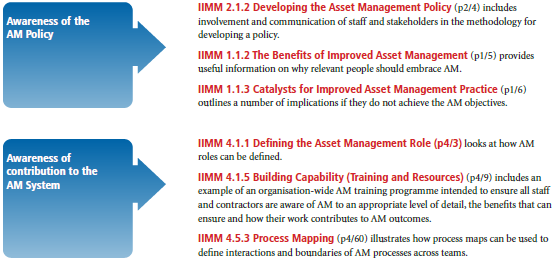 Awareness of the
AM Policy
IIMM 2.1.2 Developing the Asset Management Policy (p2/4) includes
involvement and communication of staff and stakeholders in the methodology for
developing a policy.
IIMM 1.1.2 The Benefits of Improved Asset Management (p1/5) provides
useful information on why relevant people should embrace AM.
IIMM 1.1.3 Catalysts for Improved Asset Management Practice (p1/6)
outlines a number of implications if they do not achieve the AM objectives.
Awareness of
contribution to the
AM System
IIMM 4.1.1 Defining the Asset Management Role (p4/3) looks at how AM
roles can be defined.
IIMM 4.1.5 Building Capability (Training and Resources) (p4/9) includes an
example of an organisation-wide AM training programme intended to ensure all staff
and contractors are aware of AM to an appropriate level of detail, the benefits that can
ensure and how their work contributes to AM outcomes.
IIMM 4.5.3 Process Mapping (p4/60) illustrates how process maps can be used to
define interactions and boundaries of AM processes across teams.